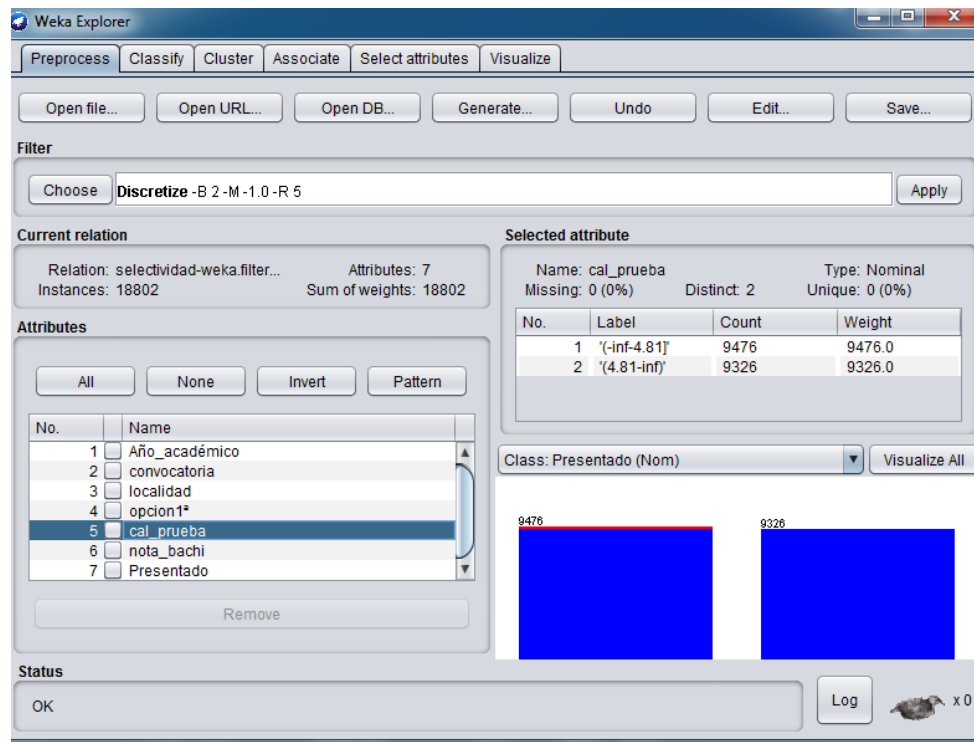 Weka Explorer
Preprocess Classify Cluster Associate Select attributes Visualize
Open file... Open URL... Open DB... Generate... Undo Edit... Save...
Filter
Choose Discretize -B 2 -M -1.0 -R 5 Apply
Current relation
Relation: selectividad-weka.filter... Attributes: 7
Instances: 18802 Sum of weights: 18802
Attributes
All None Invert Pattern
No. Name
1 Año_académico
2 convocatoria
3 localidad
4 opcion1ª
5 cal_prueba
6 nota_bachi
7 Presentado
Remove
Selected attribute
Name: cal_prueba Type: Nominal
Missing: 0 (0%) Distinct: 2 Unique: 0 (0%)
No. Label Count Weight
1 '(-inf-4.81]' 9476 9476.0
2 '(4.81-inf)' 9326 9326.0
Class: Presentado (Nom) Visualize All
9476 9326
Status
OK Log x 0